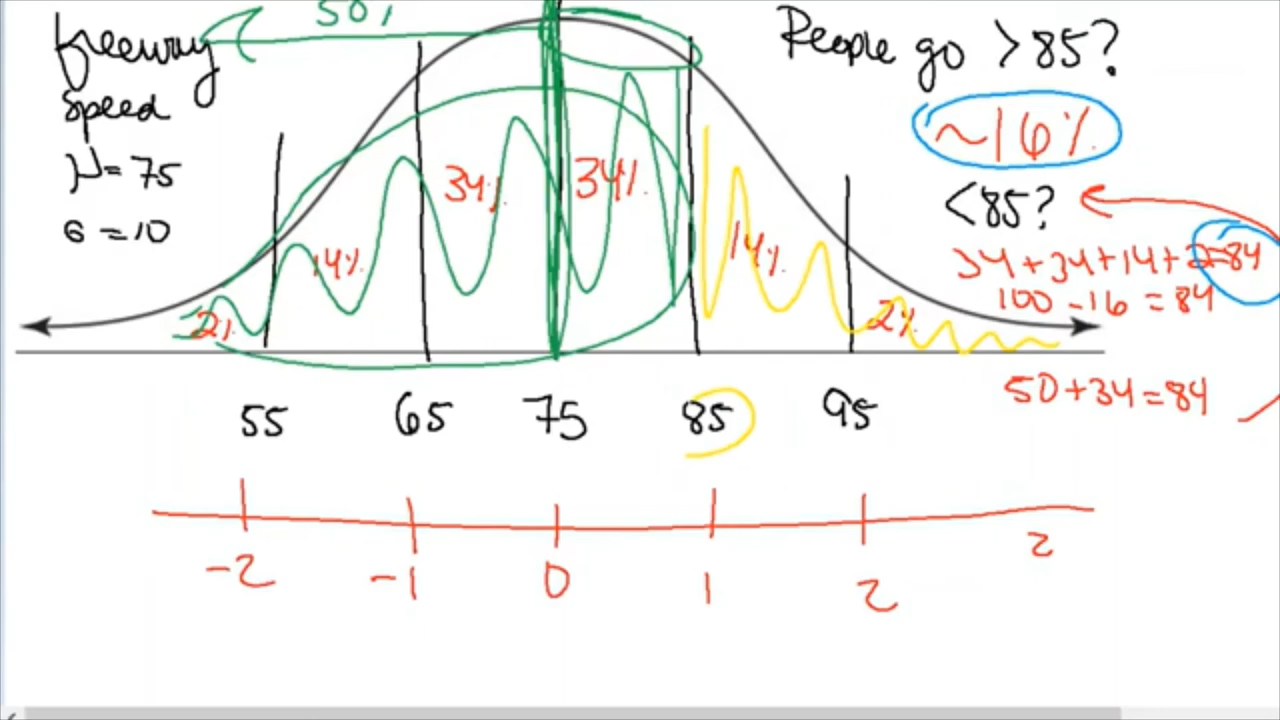 50%
freeway
speed
μ = 75
σ = 10
People go >85?
~16%
<85?
34+34+14+2=84
100-16=84
50+34=84
2%
14%
34%
34%
14%
2%
55 65 75 85 95
-2 -1 0 1 2
z